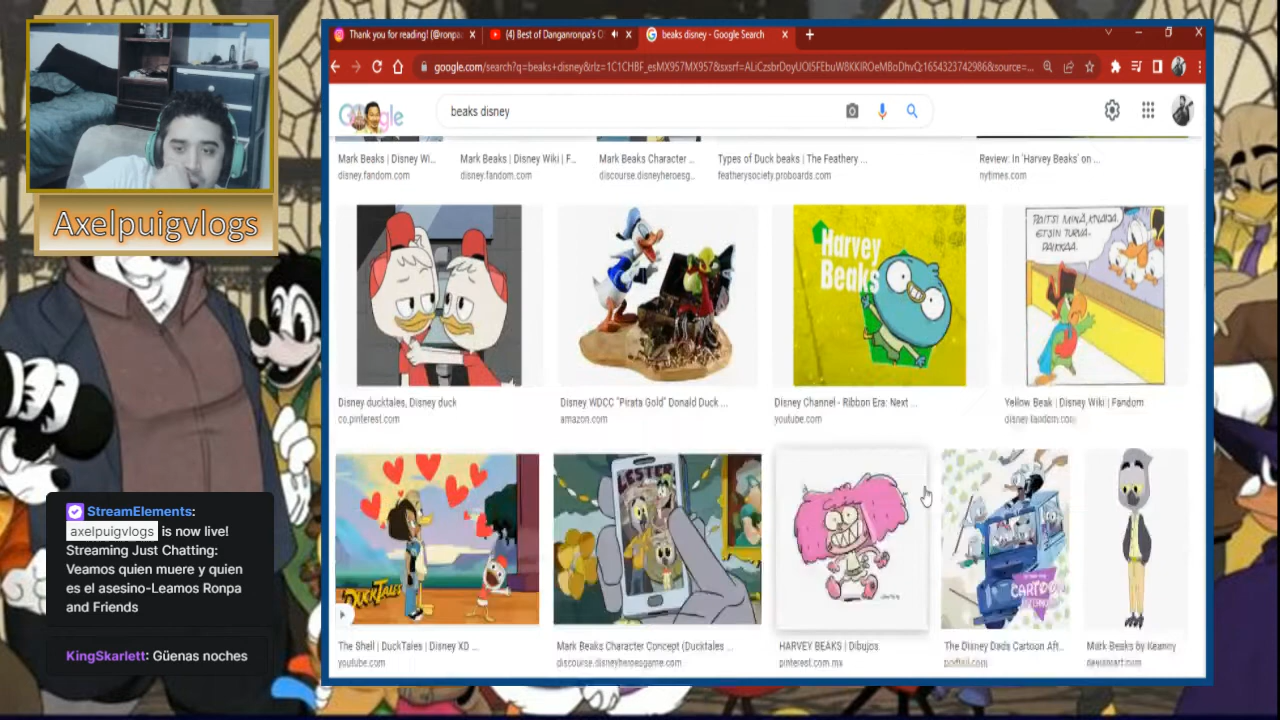 Thank you for reading! (@ronpa
(4) Best of Danganronpa's C
beaks disney - Google Search
beaks disney
Mark Beaks | Disney Wi...
disney.fandom.com
Mark Beaks | Disney Wiki | F...
disney.fandom.com
Mark Beaks Character ...
discourse.disneyheroesg...
Types of Duck beaks | The Feathery ...
featherysociety.proboards.com
Review: In 'Harvey Beaks' on ...
nytimes.com
Axelpuigvlogs
Harvey
Beaks
Disney ducktales, Disney duck
co.pinterest.com
Disney WDCC "Pirata Gold" Donald Duck ...
amazon.com
Disney Channel - Ribbon Era: Next ...
youtube.com
Yellow Beak | Disney Wiki | Fandom
disney.fandom.com
LESTER
DUCKTALES
CARTOON
The Shell | DuckTales | Disney XD ...
youtube.com
Mark Beaks Character Concept (Ducktales ...
discourse.disneyheroesgame.com
HARVEY BEAKS | Dibujos
pinterest.com.mx
The Disney Dads Cartoon Aft...
Mark Beaks by Keanny
deviantart.com
StreamElements:
axelpuigvlogs is now live!
Streaming Just Chatting:
Veamos quien muere y quien
es el asesino-Leamos Ronpa
and Friends
KingSkarlett: Güenas noches